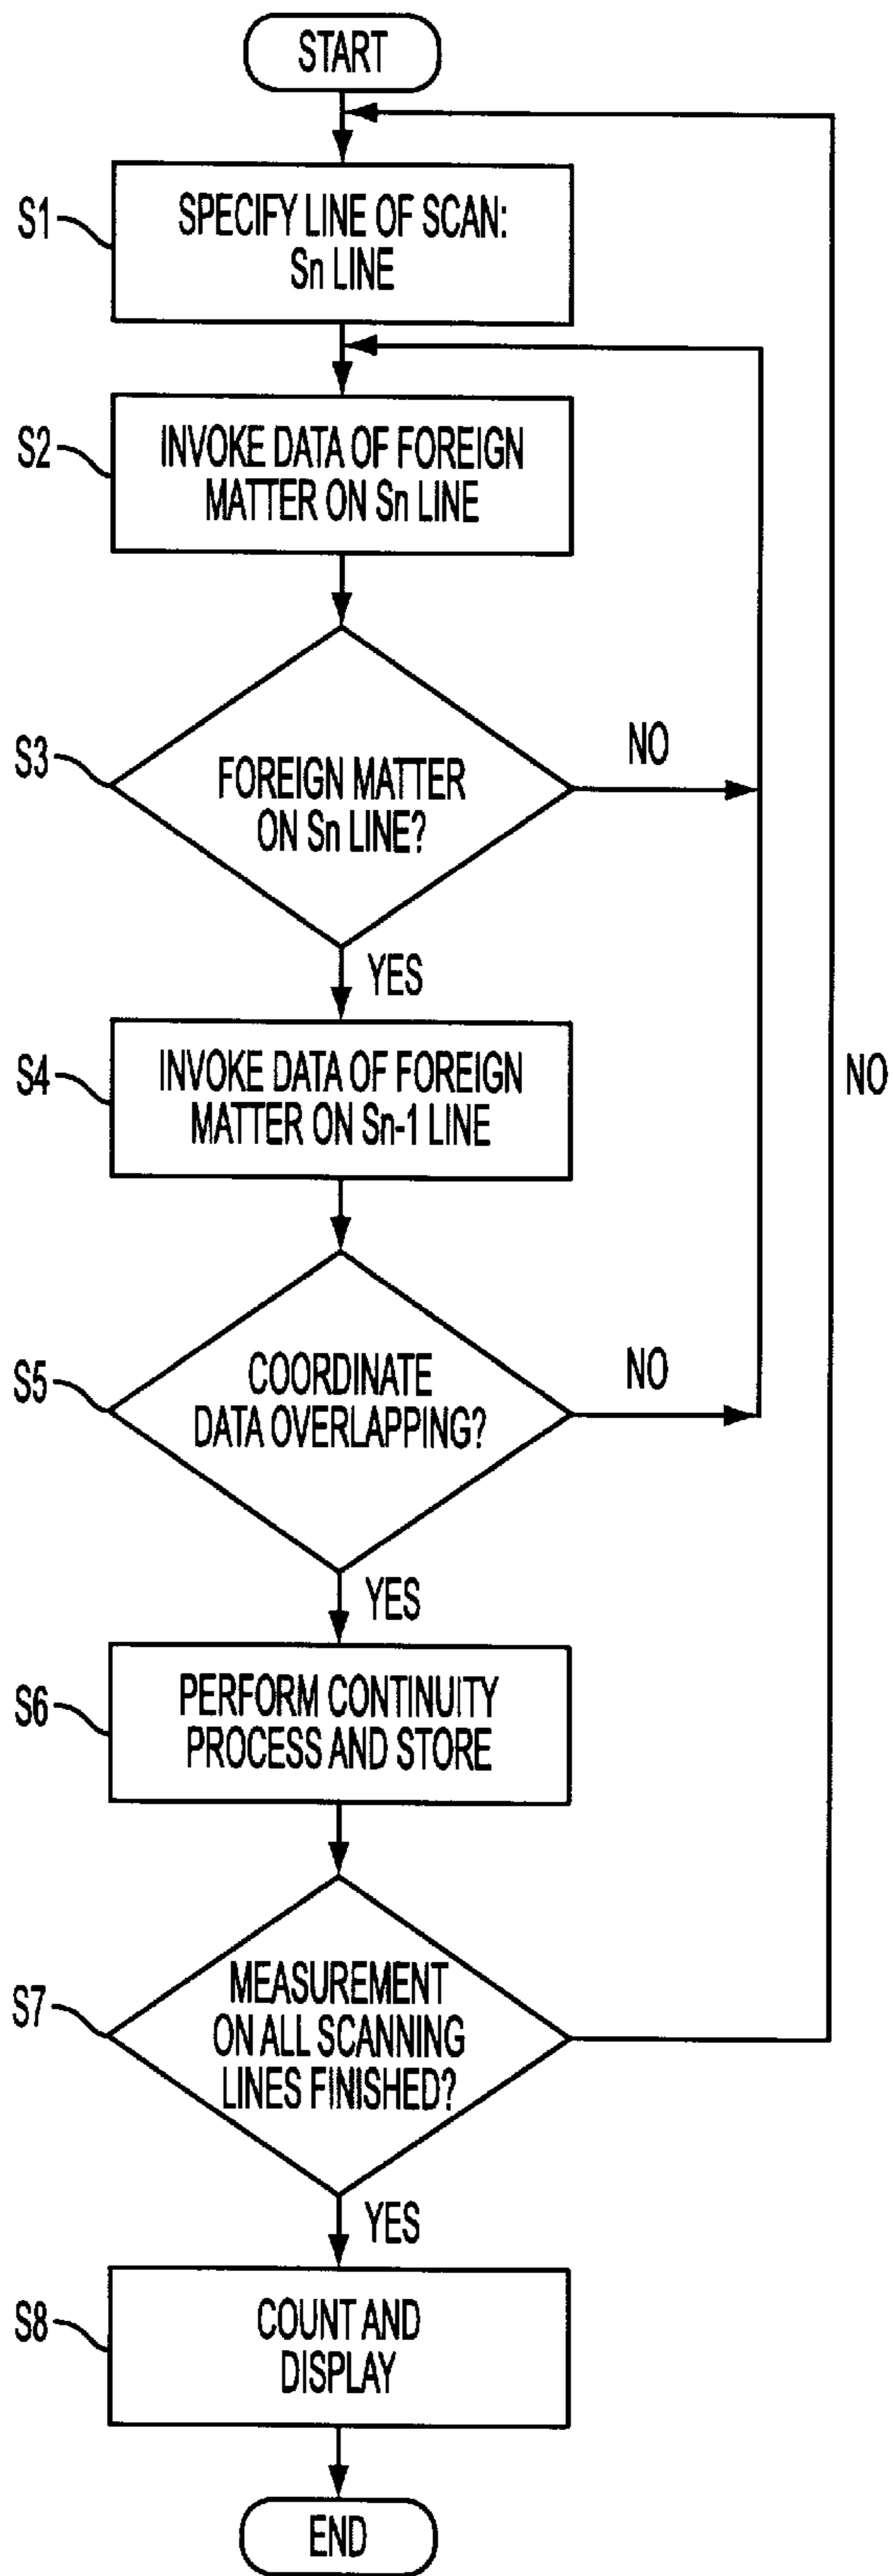 START
S1
SPECIFY LINE OF SCAN:
Sn LINE
S2
INVOKE DATA OF FOREIGN
MATTER ON Sn LINE
S3
FOREIGN MATTER
ON Sn LINE?
NO
YES
S4
INVOKE DATA OF FOREIGN
MATTER ON Sn-1 LINE
NO
S5
COORDINATE
DATA OVERLAPPING?
NO
YES
S6
PERFORM CONTINUITY
PROCESS AND STORE
S7
MEASUREMENT
ON ALL SCANNING
LINES FINISHED?
YES
S8
COUNT AND
DISPLAY
END